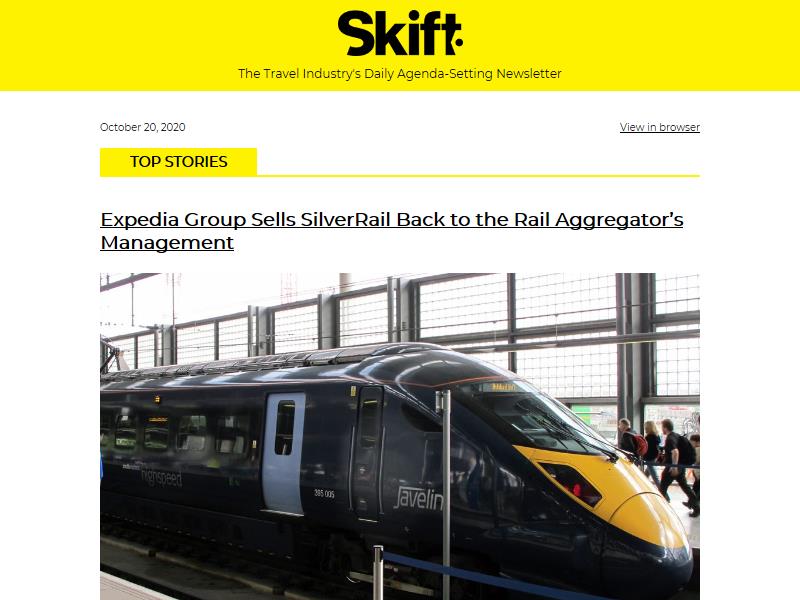 Skift
The Travel Industry's Daily Agenda-Setting Newsletter
October 20, 2020
View in browser
TOP STORIES
Expedia Group Sells SilverRail Back to the Rail Aggregator’s
Management
highspeed
395 005
Javelin